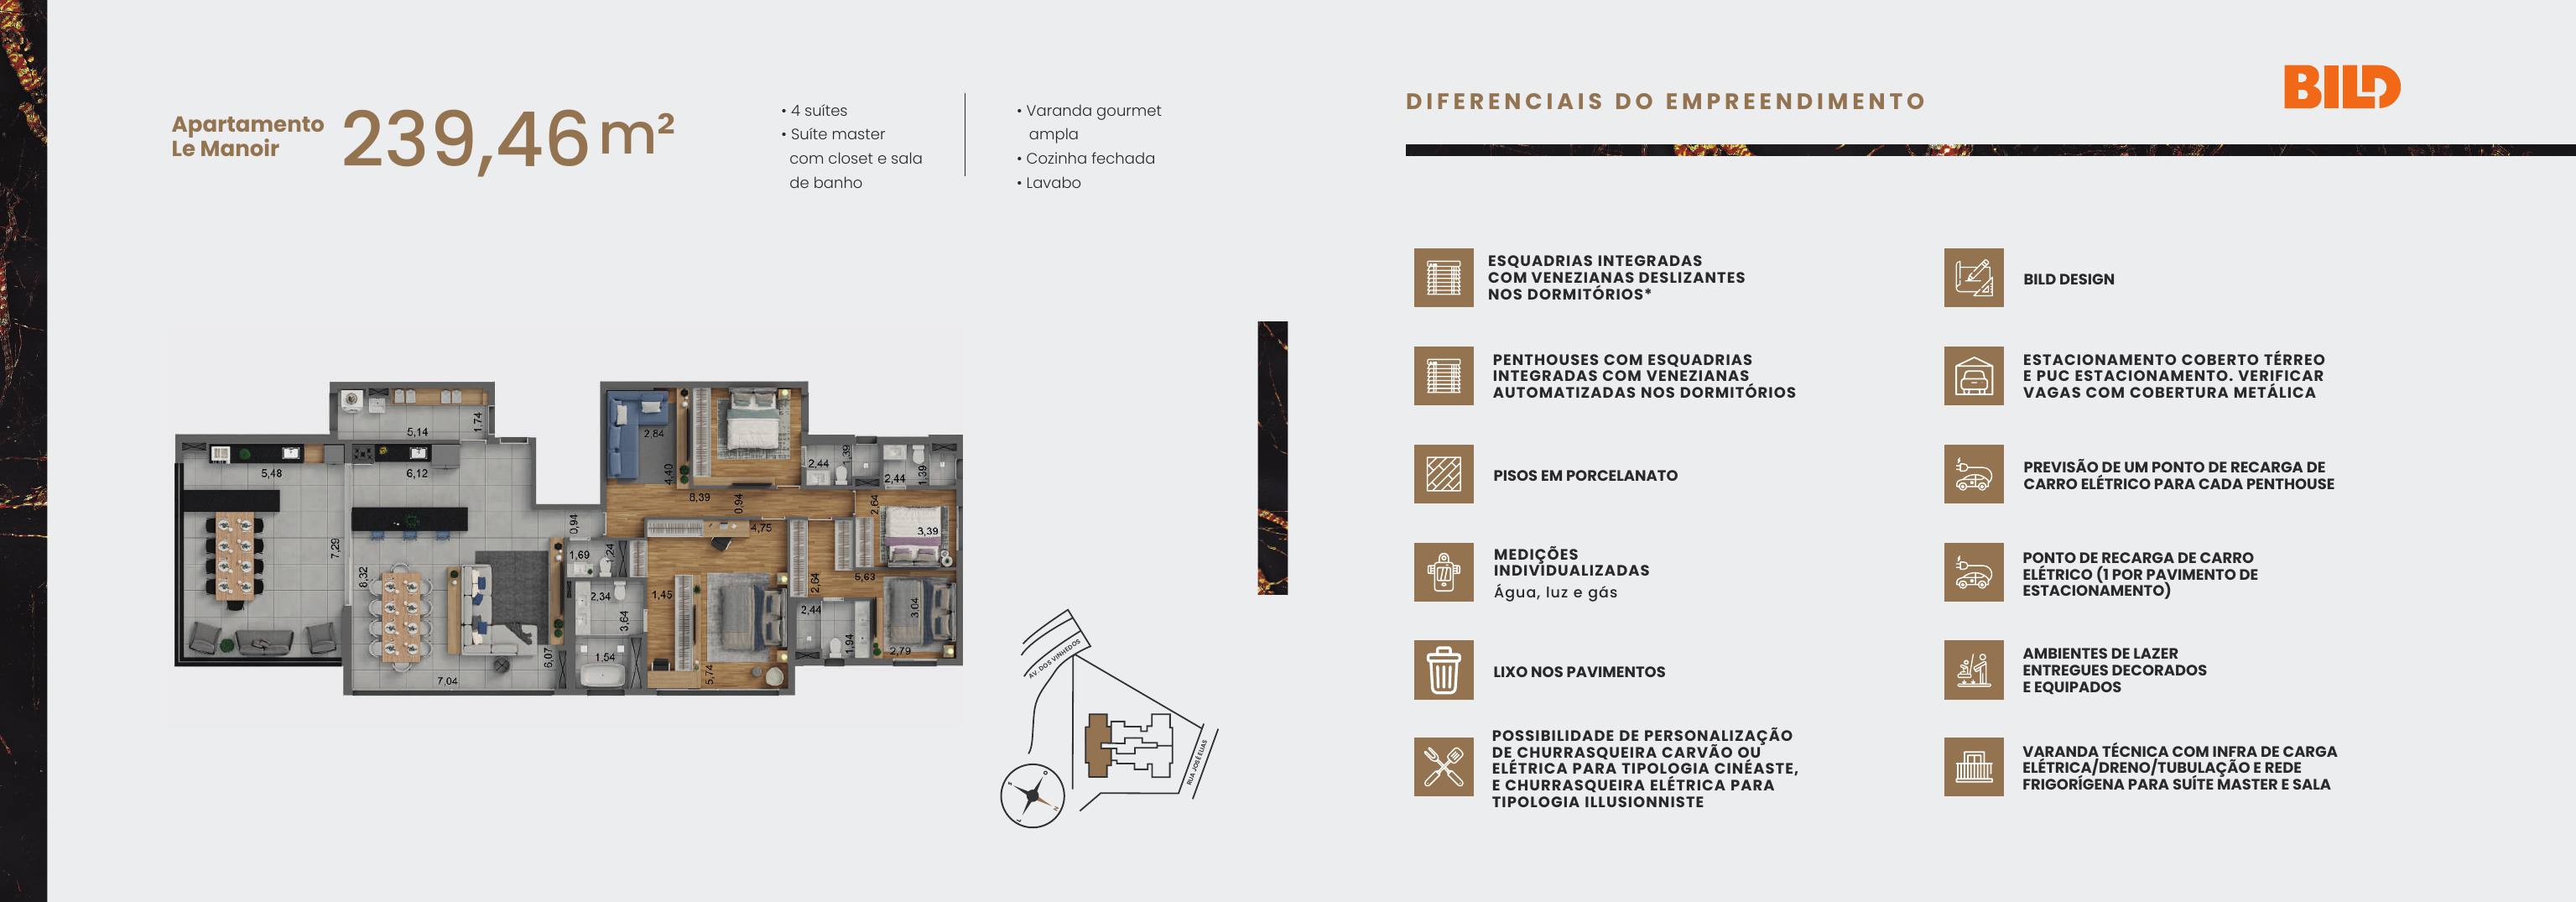 Apartamento
Le Manoir
239,46 m²
• 4 suítes
• Suíte master
com closet e sala
de banho
• Varanda gourmet
ampla
• Cozinha fechada
• Lavabo
5,14
1,74
5,48
6,12
7,29
8,32
7,04
6,07
2,84
4,40
8,39
0,94
0,94
4,75
1,69
1,24
2,34
3,64
1,54
1,45
5,74
2,44
1,39
2,44
1,39
2,64
3,39
2,64
5,63
2,44
1,94
3,04
2,79
AV. DOS VINHEDOS
RUA JOSÉ ELIAS
S
O
N
L
DIFERENCIAIS DO EMPREENDIMENTO
BILD
ESQUADRIAS INTEGRADAS
COM VENEZIANAS DESLIZANTES
NOS DORMITÓRIOS*
PENTHOUSES COM ESQUADRIAS
INTEGRADAS COM VENEZIANAS
AUTOMATIZADAS NOS DORMITÓRIOS
PISOS EM PORCELANATO
MEDIÇÕES
INDIVIDUALIZADAS
Água, luz e gás
LIXO NOS PAVIMENTOS
POSSIBILIDADE DE PERSONALIZAÇÃO
DE CHURRASQUEIRA CARVÃO OU
ELÉTRICA PARA TIPOLOGIA CINÉASTE,
E CHURRASQUEIRA ELÉTRICA PARA
TIPOLOGIA ILLUSIONNISTE
BILD DESIGN
ESTACIONAMENTO COBERTO TÉRREO
E PUC ESTACIONAMENTO. VERIFICAR
VAGAS COM COBERTURA METÁLICA
PREVISÃO DE UM PONTO DE RECARGA DE
CARRO ELÉTRICO PARA CADA PENTHOUSE
PONTO DE RECARGA DE CARRO
ELÉTRICO (1 POR PAVIMENTO DE
ESTACIONAMENTO)
AMBIENTES DE LAZER
ENTREGUES DECORADOS
E EQUIPADOS
VARANDA TÉCNICA COM INFRA DE CARGA
ELÉTRICA/DRENO/TUBULAÇÃO E REDE
FRIGORÍGENA PARA SUÍTE MASTER E SALA